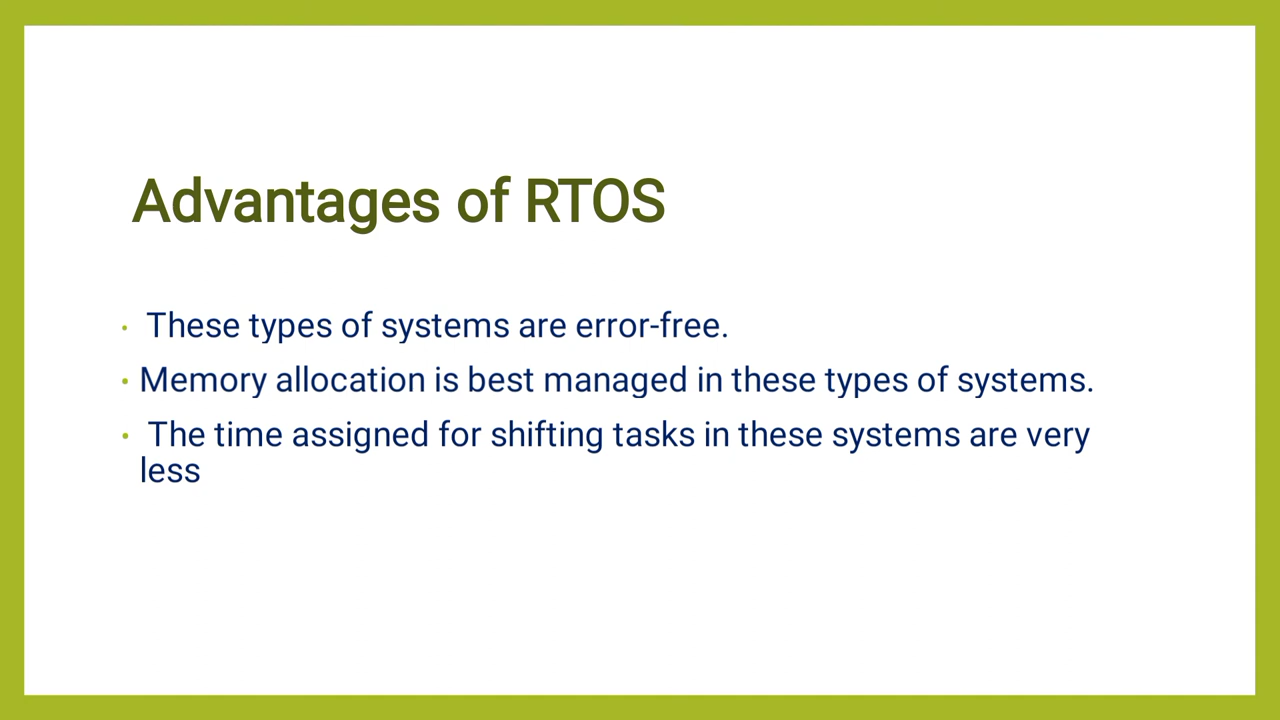 Advantages of RTOS
• These types of systems are error-free.
• Memory allocation is best managed in these types of systems.
• The time assigned for shifting tasks in these systems are very
less